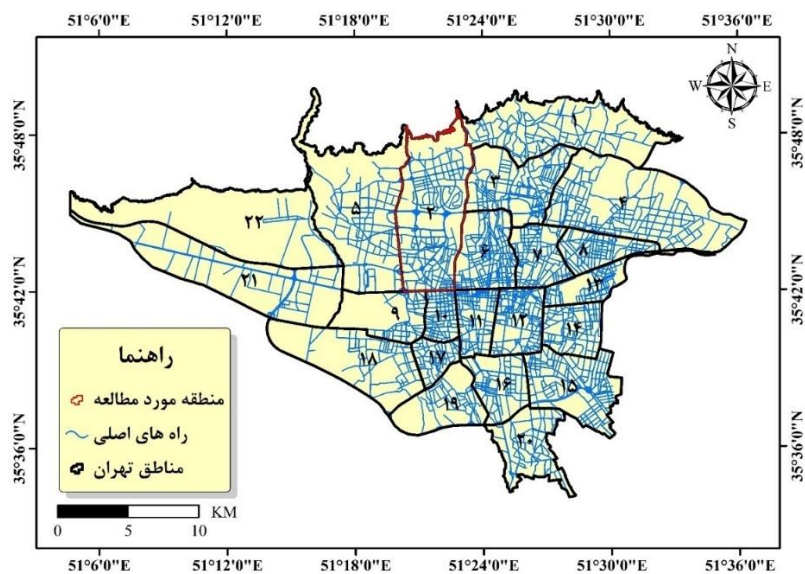 51°6'0"E 51°12'0"E 51°18'0"E 51°24'0"E 51°30'0"E 51°36'0"E
N
W E
S
35°48'0"N 35°48'0"N
۱
۳
۵ ۲ ۴
۲۲
۶ ۷ ۸
۲۱ ۱۳
35°42'0"N 35°42'0"N
۹ ۱۰ ۱۱ ۱۲ ۱۴
۱۸ ۱۷
۱۹ ۱۶ ۱۵
۲۰
35°36'0"N 35°36'0"N
راهنما
منطقه مورد مطالعه
راه های اصلی
مناطق تهران
KM
0 5 10
51°6'0"E 51°12'0"E 51°18'0"E 51°24'0"E 51°30'0"E 51°36'0"E